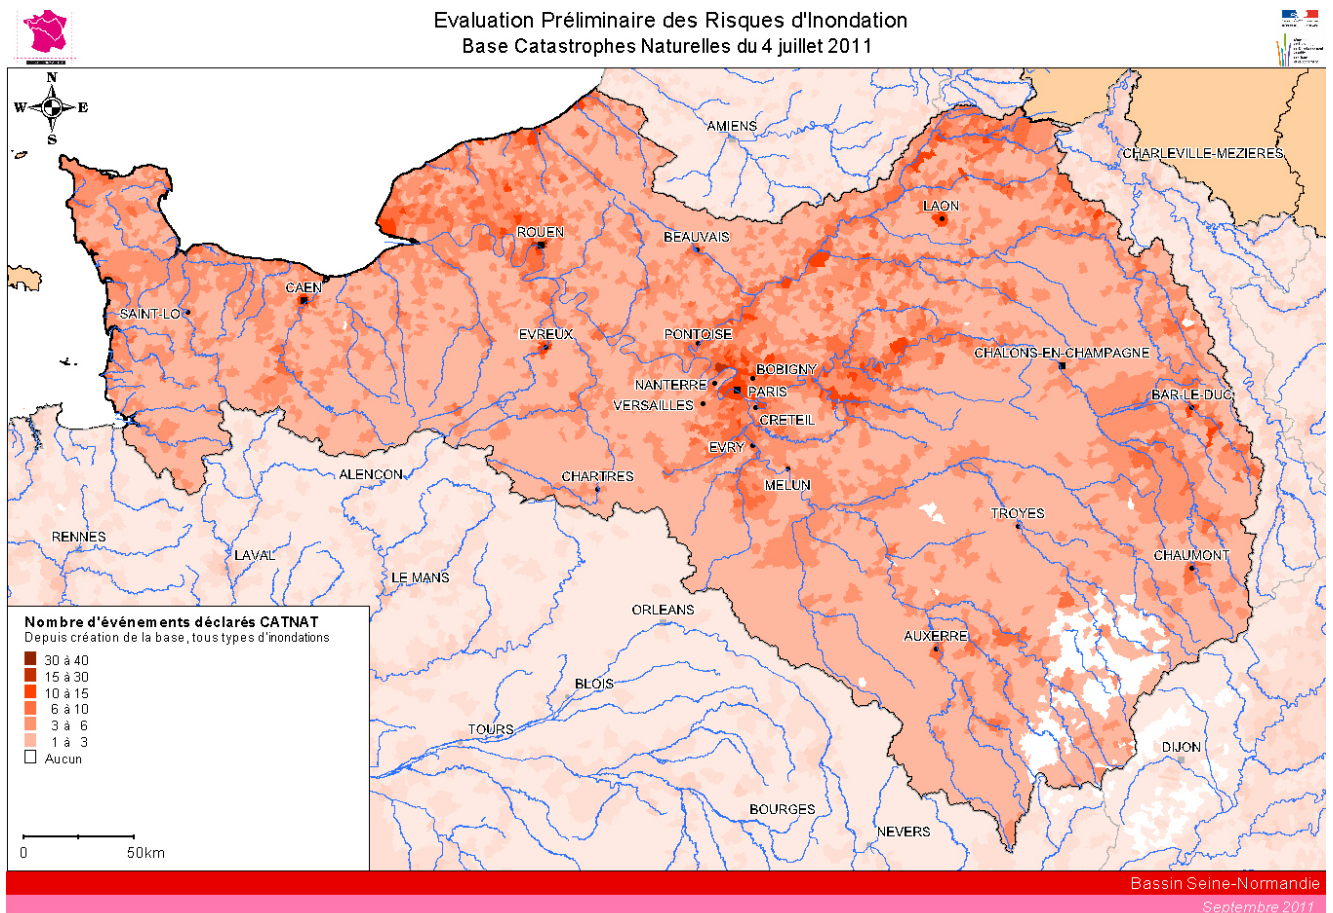 Evaluation Préliminaire des Risques d'Inondation
Base Catastrophes Naturelles du 4 juillet 2011
N
W
E
S
AMIENS
CHARLEVILLE-MEZIERES
LAON
ROUEN
BEAUVAIS
CAEN
SAINT-LO
EVREUX
PONTOISE
CHALONS-EN-CHAMPAGNE
BOBIGNY
NANTERRE
PARIS
BAR-LE-DUC
VERSAILLES
CRETEIL
EVRY
ALENCON
CHARTRES
MELUN
TROYES
RENNES
LAVAL
CHAUMONT
LE MANS
ORLEANS
AUXERRE
BLOIS
TOURS
DIJON
BOURGES
NEVERS
Nombre d'événements déclarés CATNAT
Depuis création de la base, tous types d'inondations
30 à 40
15 à 30
10 à 15
6 à 10
3 à 6
1 à 3
Aucun
0
50km
Bassin Seine-Normandie
Septembre 2011